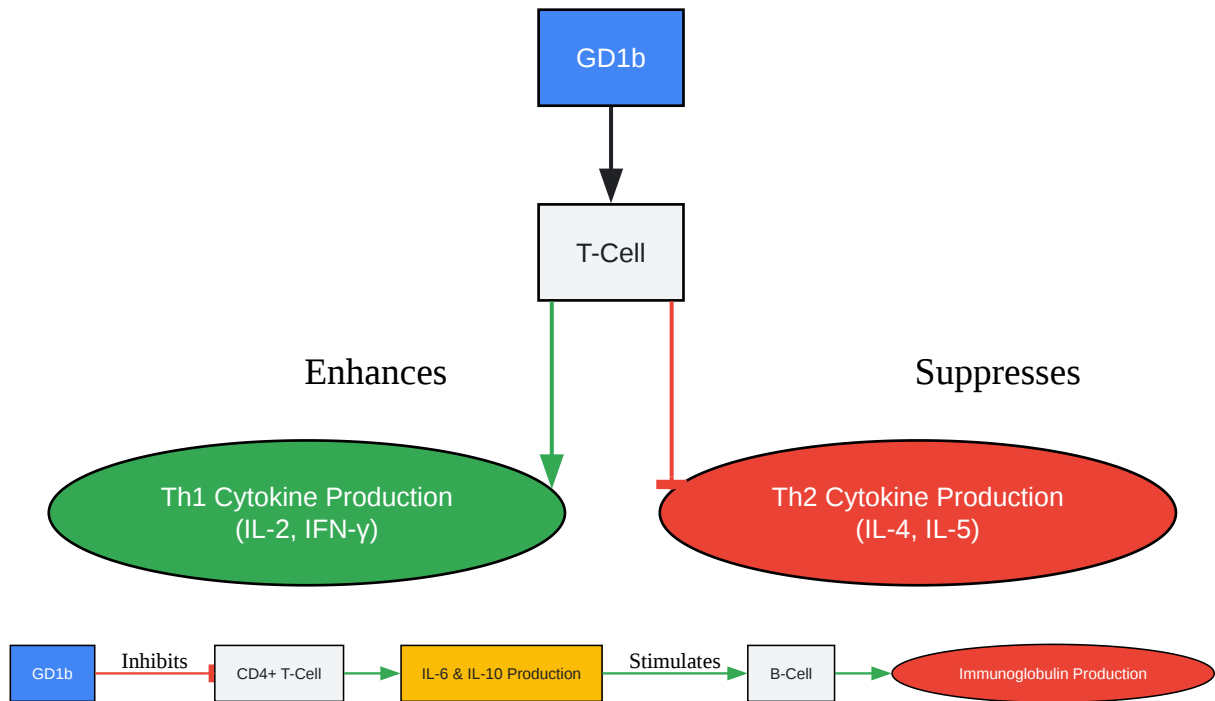 GD1b
T-Cell
Enhances
Suppresses
Th1 Cytokine Production
(IL-2, IFN-γ)
Th2 Cytokine Production
(IL-4, IL-5)
GD1b
Inhibits
CD4+ T-Cell
IL-6 & IL-10 Production
Stimulates
B-Cell
Immunoglobulin Production